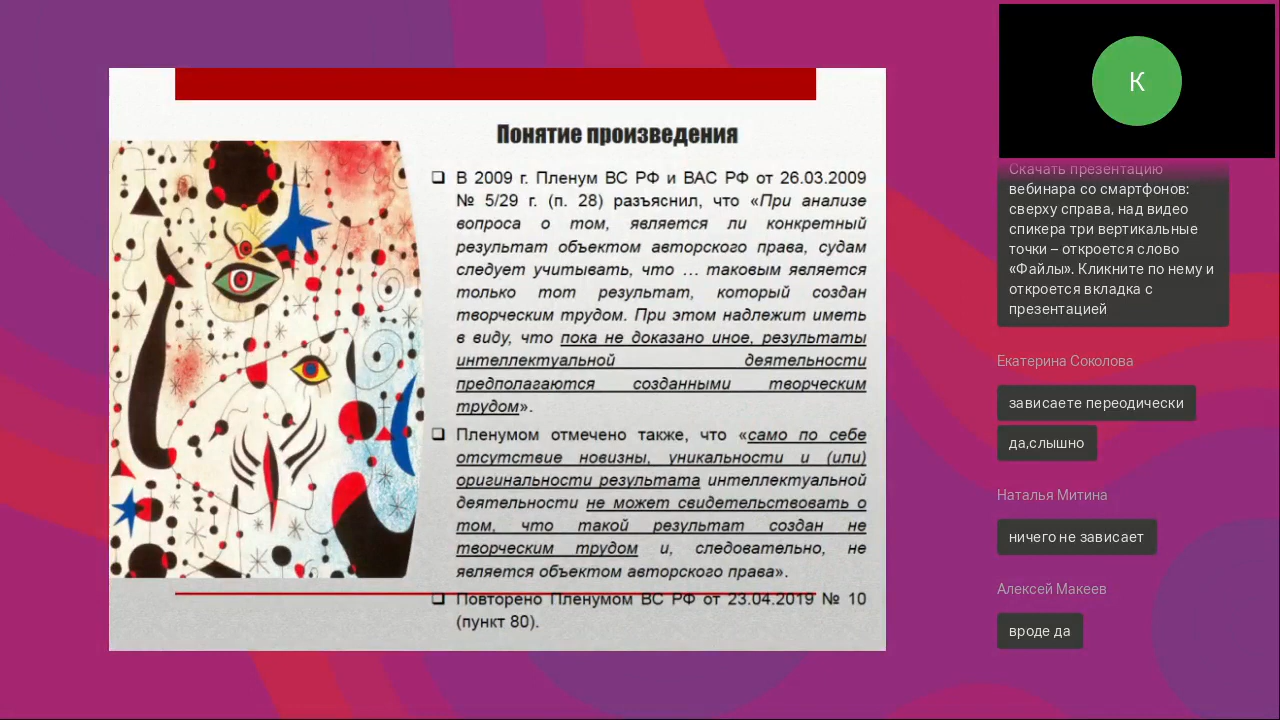 Понятие произведения
❑ В 2009 г. Пленум ВС РФ и ВАС РФ от 26.03.2009
№ 5/29 г. (п. 28) разъяснил, что «При анализе
вопроса о том, является ли конкретный
результат объектом авторского права, судам
следует учитывать, что … таковым является
только тот результат, который создан
творческим трудом. При этом надлежит иметь
в виду, что пока не доказано иное, результаты
интеллектуальной деятельности
предполагаются созданными творческим
трудом».
❑ Пленумом отмечено также, что «само по себе
отсутствие новизны, уникальности и (или)
оригинальности результата интеллектуальной
деятельности не может свидетельствовать о
том, что такой результат создан не
творческим трудом и, следовательно, не
является объектом авторского права».
❑ Повторено Пленумом ВС РФ от 23.04.2019 № 10
(пункт 80).
К
Скачать презентацию
вебинара со смартфонов:
сверху справа, над видео
спикера три вертикальные
точки – откроется слово
«Файлы». Кликните по нему и
откроется вкладка с
презентацией
Екатерина Соколова
зависаете переодически
да,слышно
Наталья Митина
ничего не зависает
Алексей Макеев
вроде да